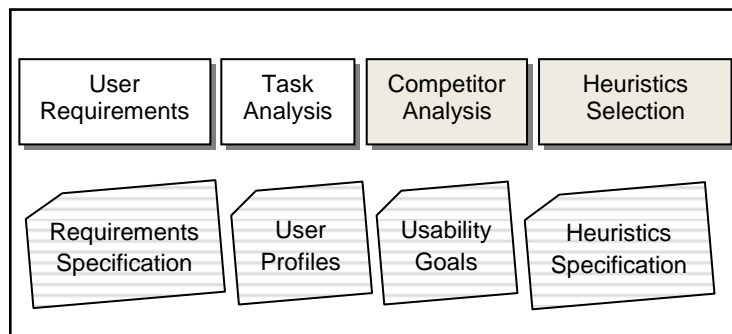 User
Requirements
Task
Analysis
Competitor
Analysis
Heuristics
Selection
Requirements
Specification
User
Profiles
Usability
Goals
Heuristics
Specification